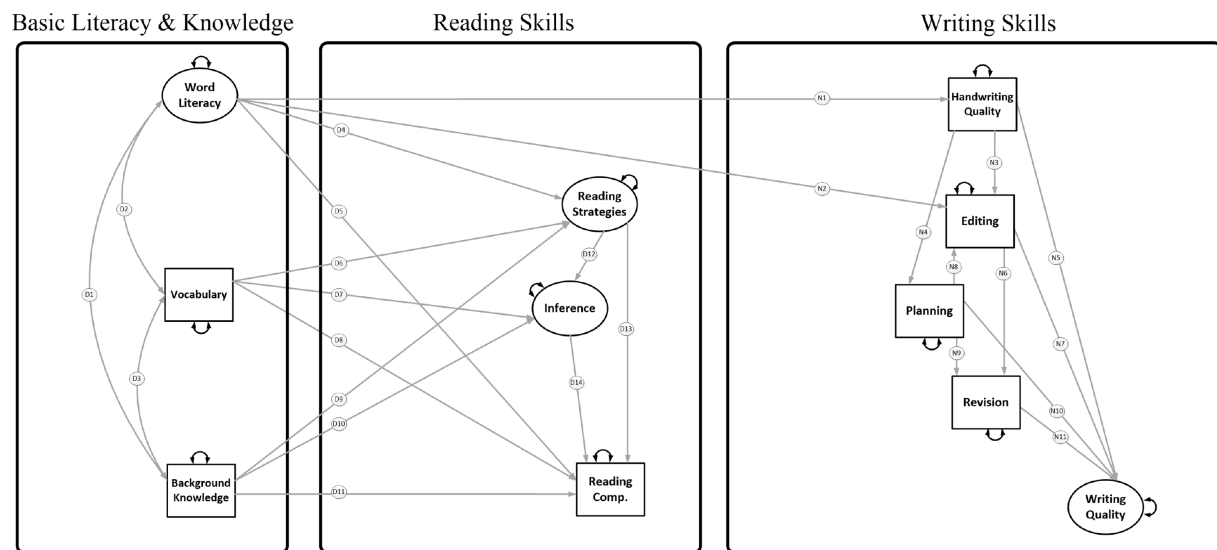 Basic Literacy & Knowledge
Reading Skills
Writing Skills
Word
Literacy
Vocabulary
Background
Knowledge
D1
D2
D3
D4
D5
D6
D7
D8
D9
D10
D11
Reading
Strategies
Inference
Reading
Comp.
D12
D13
D14
N1
N2
Handwriting
Quality
Editing
Planning
Revision
Writing
Quality
N3
N4
N5
N6
N7
N8
N9
N10
N11